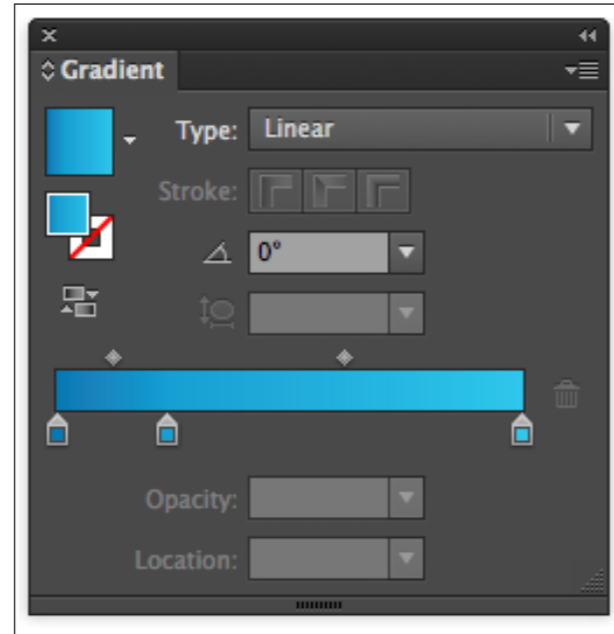 Gradient
Type: Linear
Stroke:
0°
Opacity:
Location: